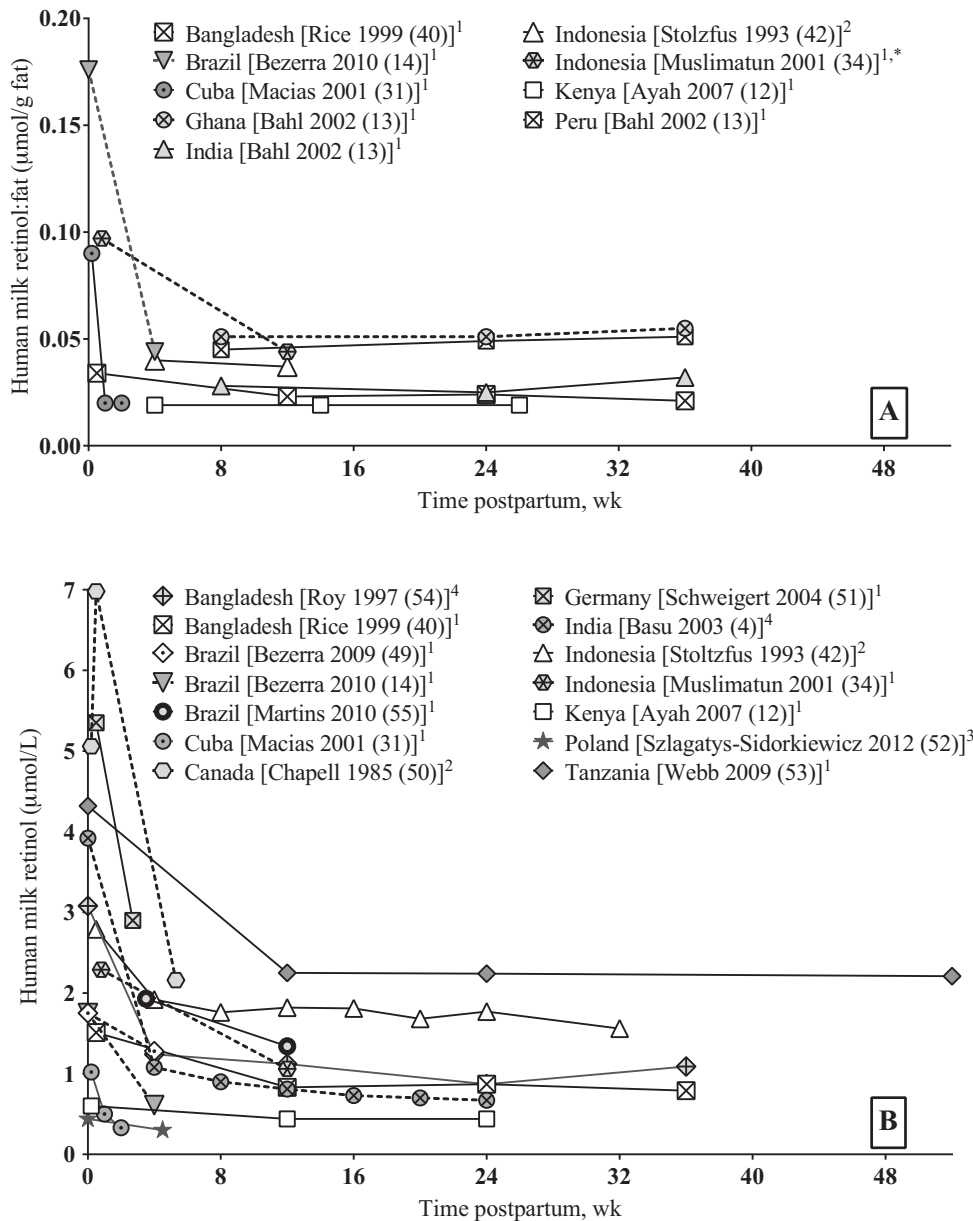 0.20
0.15
0.10
0.05
0.00
Human milk retinol:fat (μmol/g fat)
Bangladesh [Rice 1999 (40)]¹
Brazil [Bezerra 2010 (14)]¹
Cuba [Macias 2001 (31)]¹
Ghana [Bahl 2002 (13)]¹
India [Bahl 2002 (13)]¹
Indonesia [Stolzfus 1993 (42)]²
Indonesia [Muslimatun 2001 (34)]¹,*
Kenya [Ayah 2007 (12)]¹
Peru [Bahl 2002 (13)]¹
A
0 8 16 24 32 40 48
Time postpartum, wk
7
6
5
4
3
2
1
0
Human milk retinol (μmol/L)
Bangladesh [Roy 1997 (54)]⁴
Bangladesh [Rice 1999 (40)]¹
Brazil [Bezerra 2009 (49)]¹
Brazil [Bezerra 2010 (14)]¹
Brazil [Martins 2010 (55)]¹
Cuba [Macias 2001 (31)]¹
Canada [Chapell 1985 (50)]²
Germany [Schweigert 2004 (51)]¹
India [Basu 2003 (4)]⁴
Indonesia [Stoltzfus 1993 (42)]²
Indonesia [Muslimatun 2001 (34)]¹
Kenya [Ayah 2007 (12)]¹
Poland [Szlagatys-Sidorkiewicz 2012 (52)]³
Tanzania [Webb 2009 (53)]¹
B
0 8 16 24 32 40 48
Time postpartum, wk